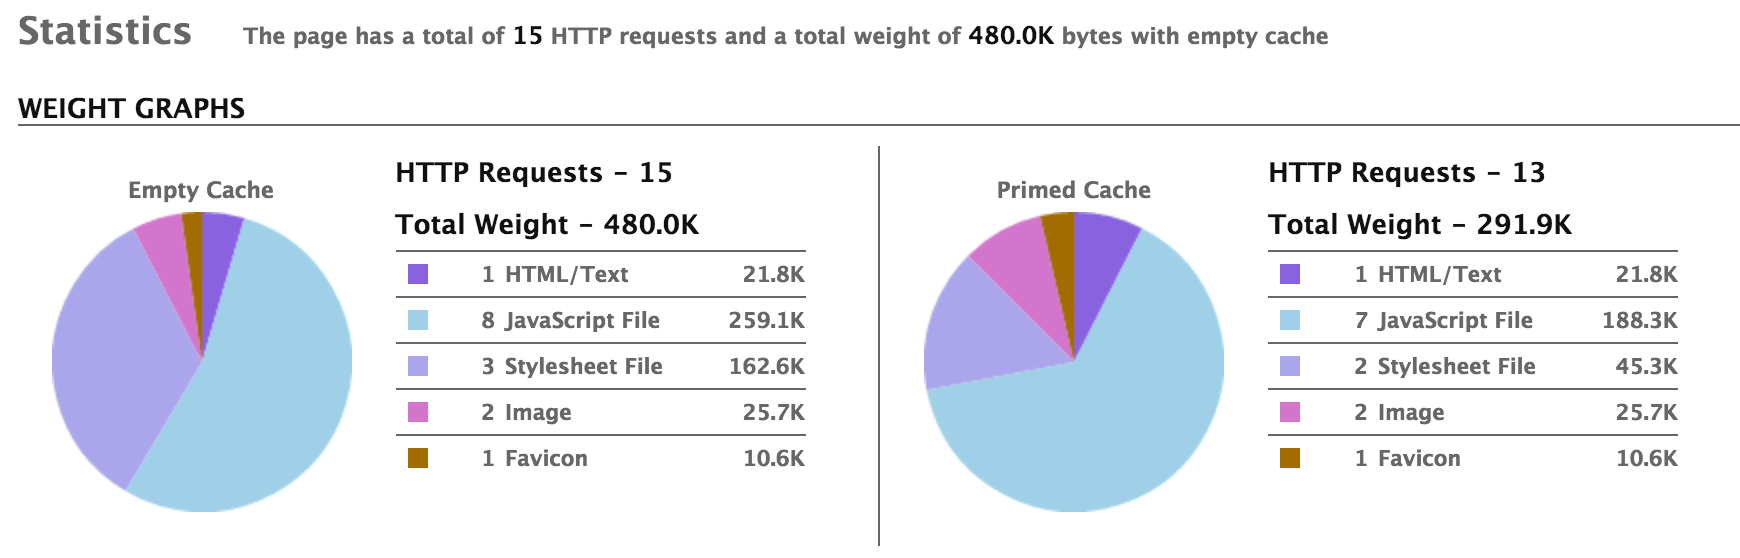 Statistics The page has a total of 15 HTTP requests and a total weight of 480.0K bytes with empty cache
WEIGHT GRAPHS
Empty Cache
HTTP Requests – 15
Total Weight – 480.0K
1 HTML/Text 21.8K
8 JavaScript File 259.1K
3 Stylesheet File 162.6K
2 Image 25.7K
1 Favicon 10.6K
Primed Cache
HTTP Requests – 13
Total Weight – 291.9K
1 HTML/Text 21.8K
7 JavaScript File 188.3K
2 Stylesheet File 45.3K
2 Image 25.7K
1 Favicon 10.6K